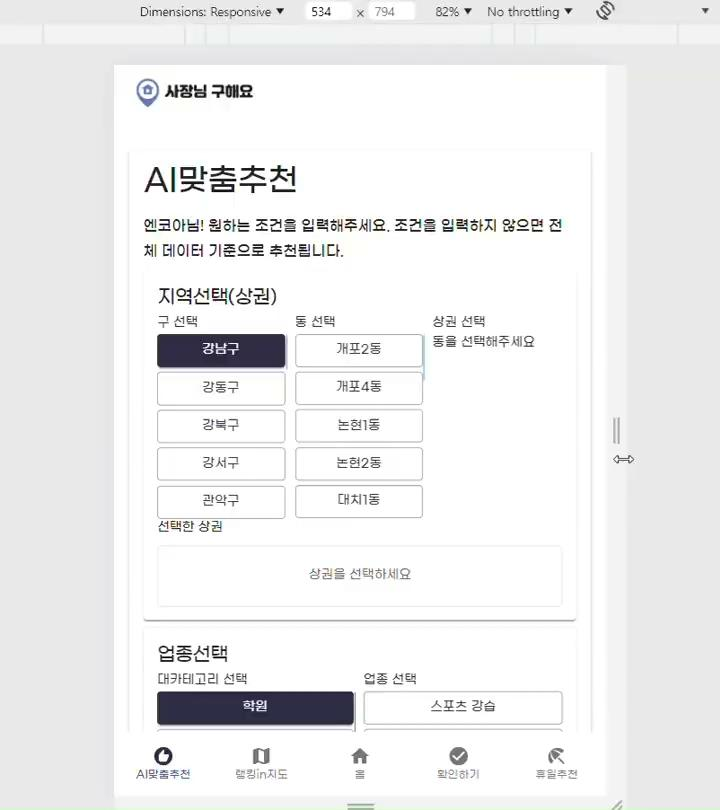 Dimensions: Responsive ▼ 534 x 794 82% ▼ No throttling ▼
사장님 구해요
AI맞춤추천
엔코아님! 원하는 조건을 입력해주세요. 조건을 입력하지 않으면 전
체 데이터 기준으로 추천됩니다.
지역선택(상권)
구 선택 동 선택 상권 선택
강남구 개포2동 동을 선택해주세요
강동구 개포4동
강북구 논현1동
강서구 논현2동
관악구 대치1동
선택한 상권
상권을 선택하세요
업종선택
대카테고리 선택 업종 선택
학원 스포츠 강습
AI맞춤추천 랭킹in지도 홈 확인하기 휴일추천